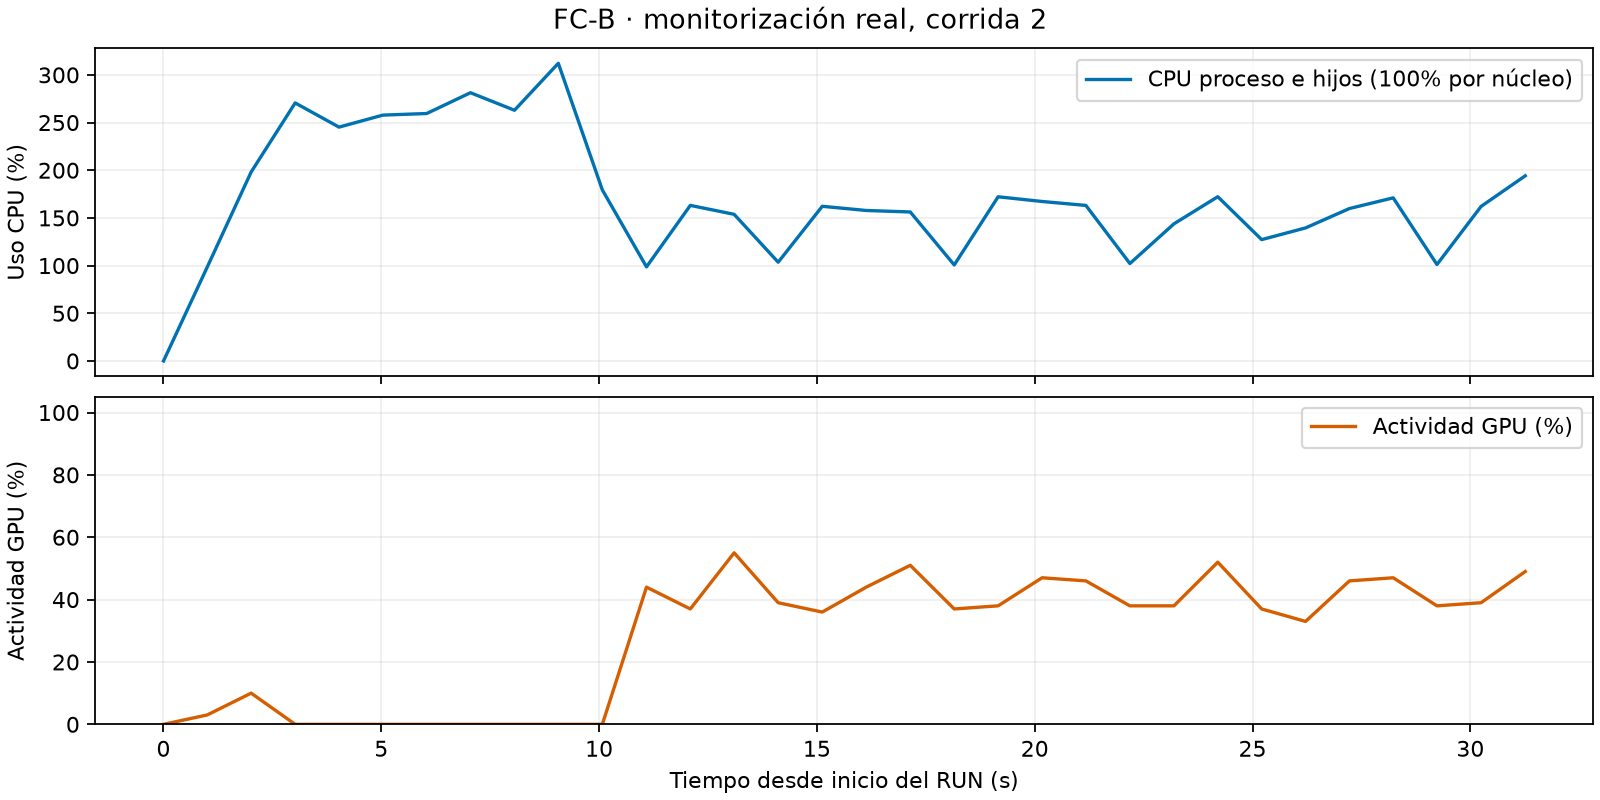 FC-B · monitorización real, corrida 2
300
250
200
150
100
50
0
Uso CPU (%)
CPU proceso e hijos (100% por núcleo)
100
80
60
40
20
0
Actividad GPU (%)
Actividad GPU (%)
0 5 10 15 20 25 30
Tiempo desde inicio del RUN (s)